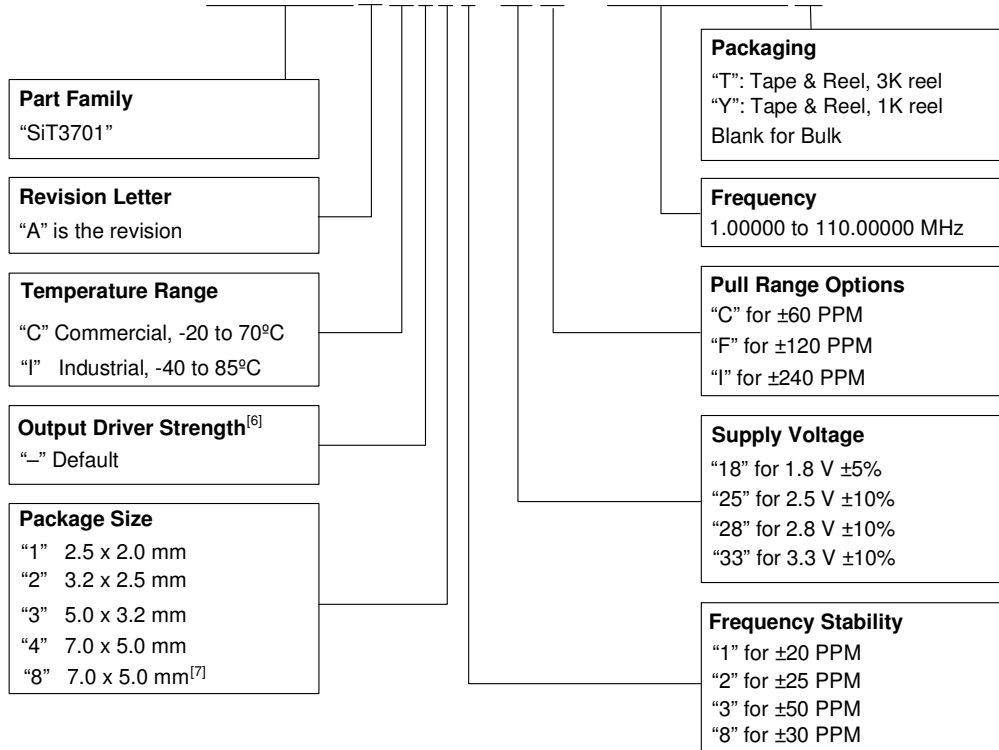 Part Family
“SiT3701”
Revision Letter
“A” is the revision
Temperature Range
“C” Commercial, -20 to 70ºC
“I” Industrial, -40 to 85ºC
Output Driver Strength[6]
“–” Default
Package Size
“1” 2.5 x 2.0 mm
“2” 3.2 x 2.5 mm
“3” 5.0 x 3.2 mm
“4” 7.0 x 5.0 mm
“8” 7.0 x 5.0 mm[7]
Packaging
“T”: Tape & Reel, 3K reel
“Y”: Tape & Reel, 1K reel
Blank for Bulk
Frequency
1.00000 to 110.00000 MHz
Pull Range Options
“C” for ±60 PPM
“F” for ±120 PPM
“I” for ±240 PPM
Supply Voltage
“18” for 1.8 V ±5%
“25” for 2.5 V ±10%
“28” for 2.8 V ±10%
“33” for 3.3 V ±10%
Frequency Stability
“1” for ±20 PPM
“2” for ±25 PPM
“3” for ±50 PPM
“8” for ±30 PPM